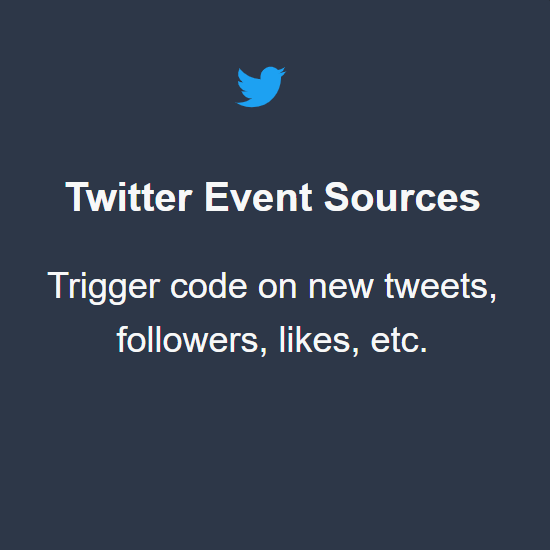 Twitter Event Sources
Trigger code on new tweets,
followers, likes, etc.